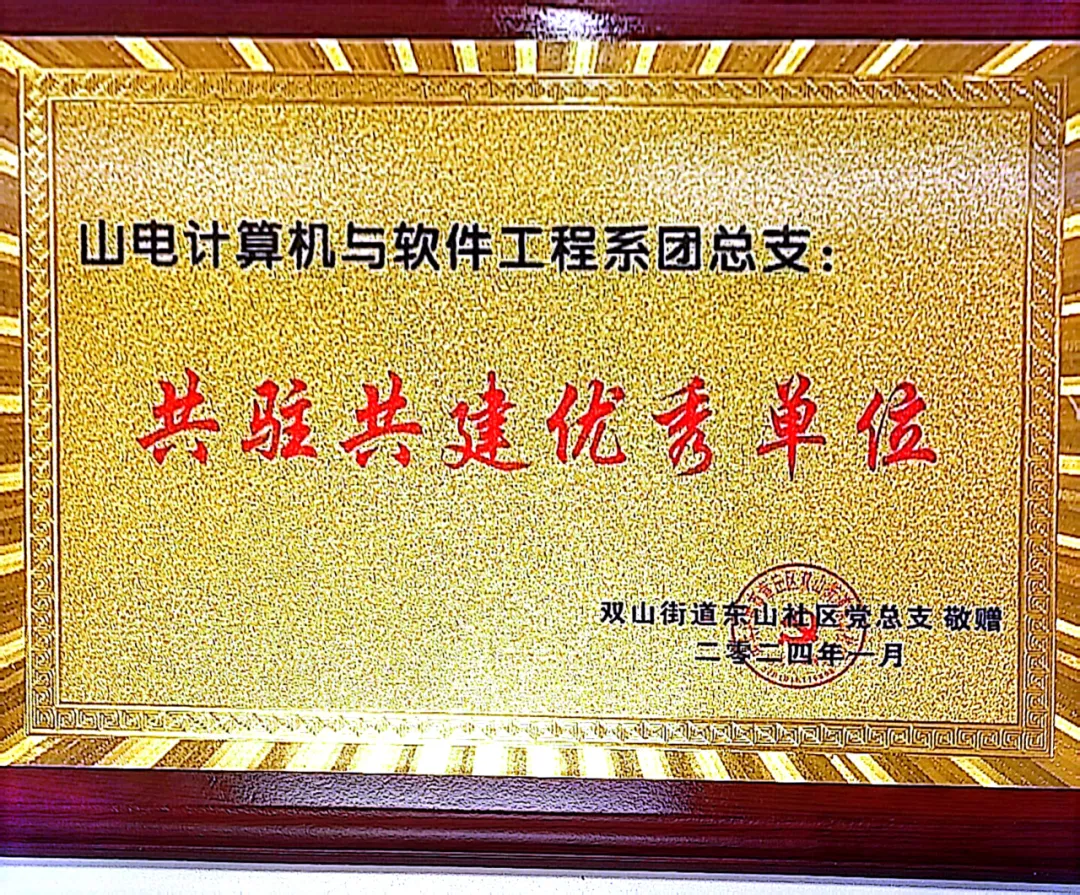 山电计算机与软件工程系团总支：
共驻共建优秀单位
双山街道东山社区党总支 敬赠
二零二四年一月